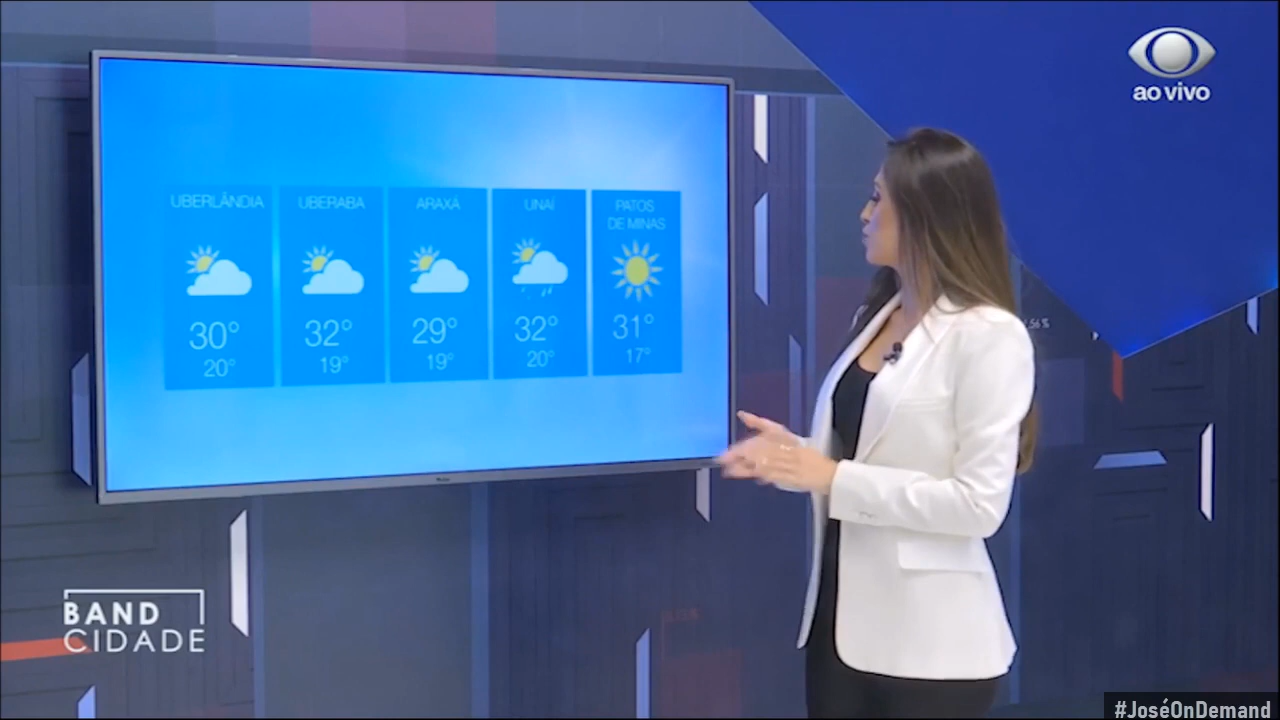 ao vivo
UBERLÂNDIA
30°
20°
UBERABA
32°
19°
ARAXÁ
29°
19°
UNAÍ
32°
20°
PATOS
DE MINAS
31°
17°
BAND
CIDADE
#JoséOnDemand